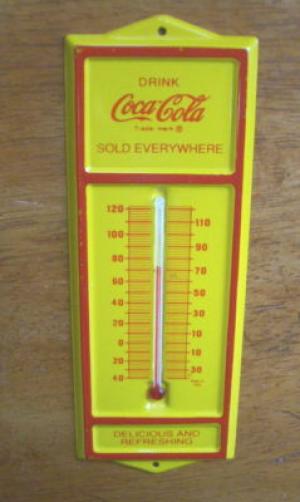 DRINK
Coca-Cola
Trade mark ®
SOLD EVERYWHERE
120
110
100
90
80
70
60
50
40
30
20
10
0
10
20
30
40
DELICIOUS AND
REFRESHING